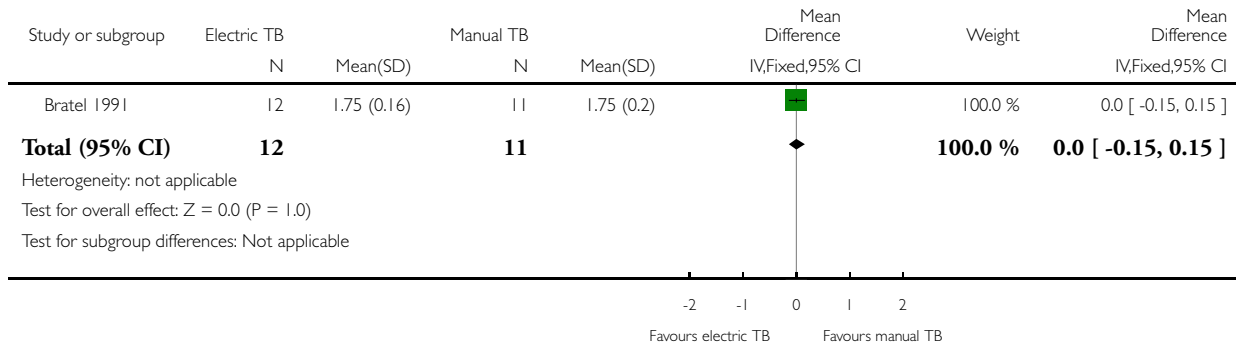 Study or subgroup Electric TB Manual TB Mean Difference Weight Mean Difference
N Mean(SD) N Mean(SD) IV,Fixed,95% CI IV,Fixed,95% CI
Bratel 1991 12 1.75 (0.16) 11 1.75 (0.2) 100.0 % 0.0 [ -0.15, 0.15 ]
Total (95% CI) 12 11 100.0 % 0.0 [ -0.15, 0.15 ]
Heterogeneity: not applicable
Test for overall effect: Z = 0.0 (P = 1.0)
Test for subgroup differences: Not applicable
-2 -1 0 1 2
Favours electric TB Favours manual TB